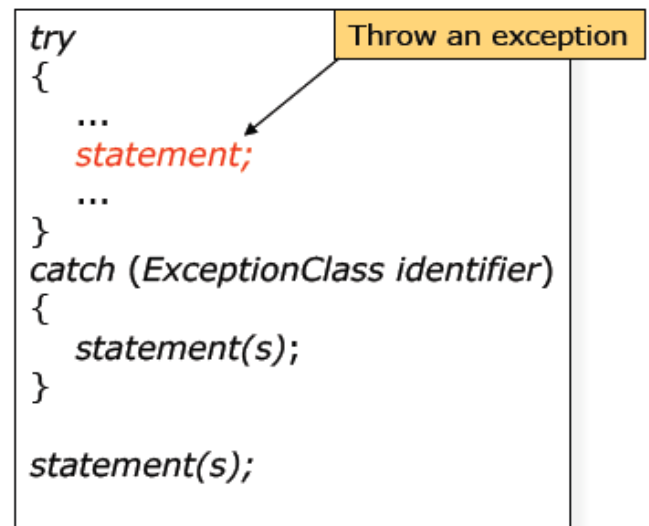 try
Throw an exception
{
...
statement;
...
}
catch (ExceptionClass identifier)
{
statement(s);
}
statement(s);